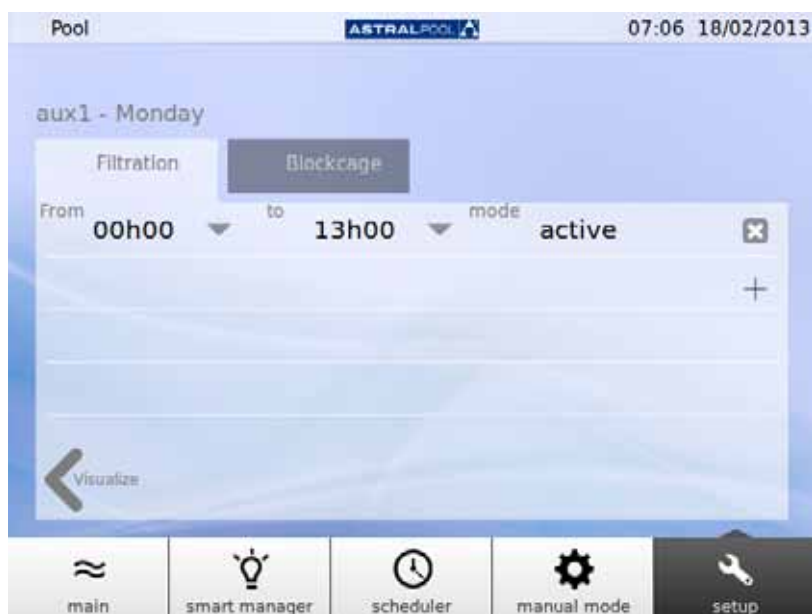 Pool ASTRALPOOL 07:06 18/02/2013
aux1 - Monday
Filtration Blockcage
From 00h00 to 13h00 mode active
+
Visualize
main smart manager scheduler manual mode setup